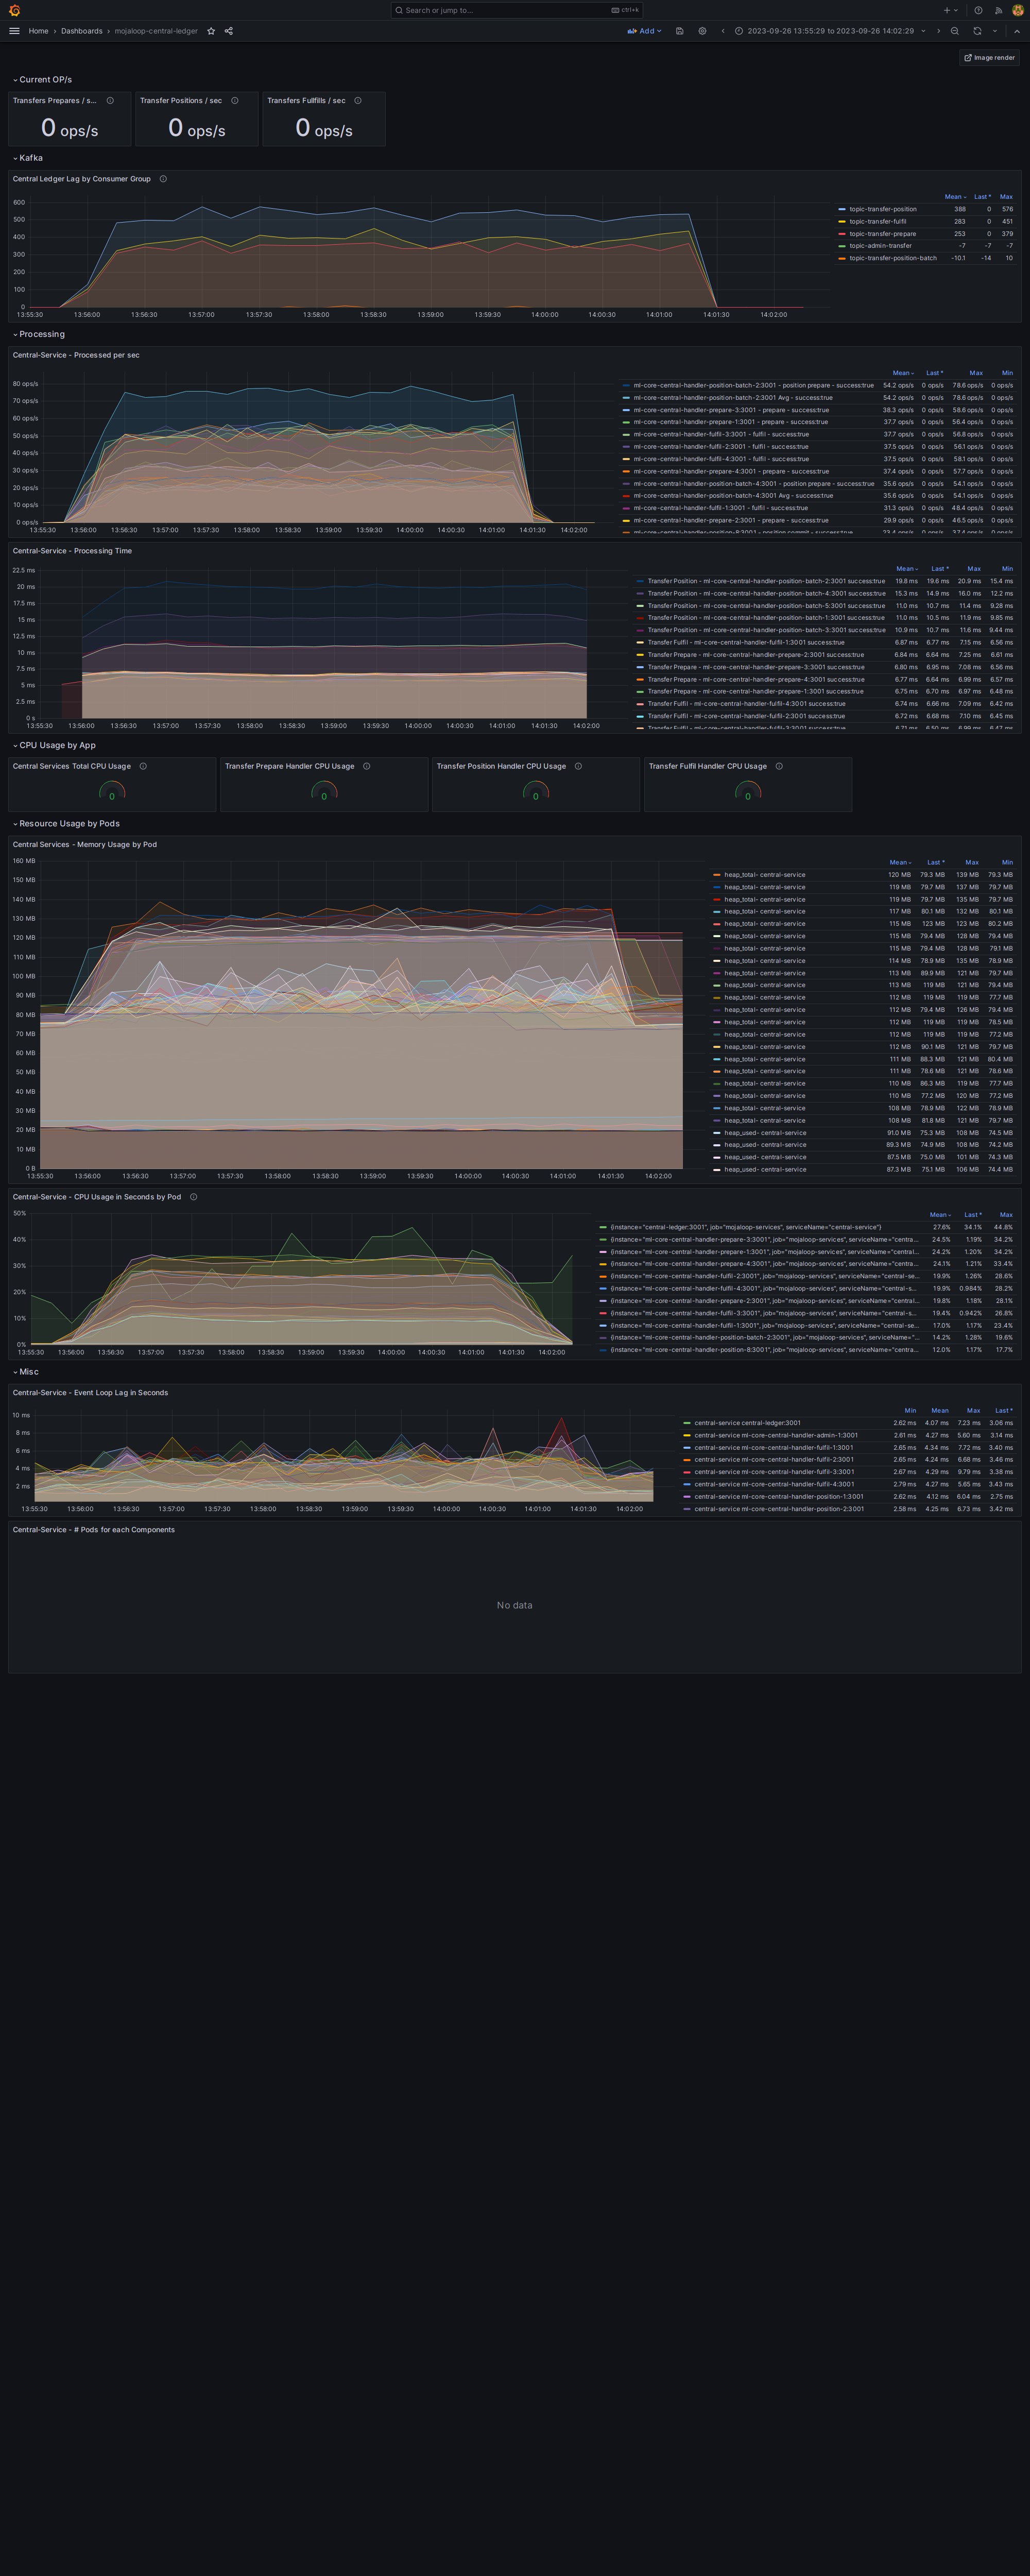 Search or jump to...
ctrl+k
Home > Dashboards > mojaloop-central-ledger
Add
2023-09-26 13:55:29 to 2023-09-26 14:02:29
Image render
Current OP/s
Transfers Prepares / s...
Transfer Positions / sec
Transfers Fullfills / sec
0 ops/s
0 ops/s
0 ops/s
Kafka
Central Ledger Lag by Consumer Group
600
500
400
300
200
100
0
13:55:30 13:56:00 13:56:30 13:57:00 13:57:30 13:58:00 13:58:30 13:59:00 13:59:30 14:00:00 14:00:30 14:01:00 14:01:30 14:02:00
Mean Last * Max
topic-transfer-position 388 0 576
topic-transfer-fulfil 283 0 451
topic-transfer-prepare 253 0 379
topic-admin-transfer -7 -7 -7
topic-transfer-position-batch -10.1 -14 10
Processing
Central-Service - Processed per sec
80 ops/s
70 ops/s
60 ops/s
50 ops/s
40 ops/s
30 ops/s
20 ops/s
10 ops/s
0 ops/s
13:55:30 13:56:00 13:56:30 13:57:00 13:57:30 13:58:00 13:58:30 13:59:00 13:59:30 14:00:00 14:00:30 14:01:00 14:01:30 14:02:00
Mean Last * Max Min
ml-core-central-handler-position-batch-2:3001 - position prepare - success:true 54.2 ops/s 0 ops/s 78.6 ops/s 0 ops/s
ml-core-central-handler-position-batch-2:3001 Avg - success:true 54.2 ops/s 0 ops/s 78.6 ops/s 0 ops/s
ml-core-central-handler-prepare-3:3001 - prepare - success:true 38.3 ops/s 0 ops/s 58.6 ops/s 0 ops/s
ml-core-central-handler-prepare-1:3001 - prepare - success:true 37.7 ops/s 0 ops/s 56.4 ops/s 0 ops/s
ml-core-central-handler-fulfil-3:3001 - fulfil - success:true 37.7 ops/s 0 ops/s 56.8 ops/s 0 ops/s
ml-core-central-handler-fulfil-2:3001 - fulfil - success:true 37.5 ops/s 0 ops/s 56.1 ops/s 0 ops/s
ml-core-central-handler-fulfil-4:3001 - fulfil - success:true 37.5 ops/s 0 ops/s 58.1 ops/s 0 ops/s
ml-core-central-handler-prepare-4:3001 - prepare - success:true 37.4 ops/s 0 ops/s 57.7 ops/s 0 ops/s
ml-core-central-handler-position-batch-4:3001 - position prepare - success:true 35.6 ops/s 0 ops/s 54.1 ops/s 0 ops/s
ml-core-central-handler-position-batch-4:3001 Avg - success:true 35.6 ops/s 0 ops/s 54.1 ops/s 0 ops/s
ml-core-central-handler-fulfil-1:3001 - fulfil - success:true 31.3 ops/s 0 ops/s 48.4 ops/s 0 ops/s
ml-core-central-handler-prepare-2:3001 - prepare - success:true 29.9 ops/s 0 ops/s 46.5 ops/s 0 ops/s
ml-core-central-handler-position-8:3001 - position commit - success:true 23.4 ops/s 0 ops/s 37.4 ops/s 0 ops/s
Central-Service - Processing Time
22.5 ms
20 ms
17.5 ms
15 ms
12.5 ms
10 ms
7.5 ms
5 ms
2.5 ms
0 s
13:55:30 13:56:00 13:56:30 13:57:00 13:57:30 13:58:00 13:58:30 13:59:00 13:59:30 14:00:00 14:00:30 14:01:00 14:01:30 14:02:00
Mean Last * Max Min
Transfer Position - ml-core-central-handler-position-batch-2:3001 success:true 19.8 ms 19.6 ms 20.9 ms 15.4 ms
Transfer Position - ml-core-central-handler-position-batch-4:3001 success:true 15.3 ms 14.9 ms 16.0 ms 12.2 ms
Transfer Position - ml-core-central-handler-position-batch-5:3001 success:true 11.0 ms 10.7 ms 11.4 ms 9.28 ms
Transfer Position - ml-core-central-handler-position-batch-1:3001 success:true 11.0 ms 10.5 ms 11.9 ms 9.85 ms
Transfer Position - ml-core-central-handler-position-batch-3:3001 success:true 10.9 ms 10.7 ms 11.6 ms 9.44 ms
Transfer Fulfil - ml-core-central-handler-fulfil-1:3001 success:true 6.87 ms 6.77 ms 7.15 ms 6.56 ms
Transfer Prepare - ml-core-central-handler-prepare-2:3001 success:true 6.84 ms 6.64 ms 7.25 ms 6.61 ms
Transfer Prepare - ml-core-central-handler-prepare-3:3001 success:true 6.80 ms 6.95 ms 7.08 ms 6.56 ms
Transfer Prepare - ml-core-central-handler-prepare-4:3001 success:true 6.77 ms 6.64 ms 6.99 ms 6.57 ms
Transfer Prepare - ml-core-central-handler-prepare-1:3001 success:true 6.75 ms 6.70 ms 6.97 ms 6.48 ms
Transfer Fulfil - ml-core-central-handler-fulfil-4:3001 success:true 6.74 ms 6.66 ms 7.09 ms 6.42 ms
Transfer Fulfil - ml-core-central-handler-fulfil-2:3001 success:true 6.72 ms 6.68 ms 7.10 ms 6.45 ms
Transfer Fulfil - ml-core-central-handler-fulfil-3:3001 success:true 6.71 ms 6.50 ms 6.99 ms 6.47 ms
CPU Usage by App
Central Services Total CPU Usage
Transfer Prepare Handler CPU Usage
Transfer Position Handler CPU Usage
Transfer Fulfil Handler CPU Usage
0
0
0
0
Resource Usage by Pods
Central Services - Memory Usage by Pod
160 MB
150 MB
140 MB
130 MB
120 MB
110 MB
100 MB
90 MB
80 MB
70 MB
60 MB
50 MB
40 MB
30 MB
20 MB
10 MB
0 B
13:55:30 13:56:00 13:56:30 13:57:00 13:57:30 13:58:00 13:58:30 13:59:00 13:59:30 14:00:00 14:00:30 14:01:00 14:01:30 14:02:00
Mean Last * Max Min
heap_total- central-service 120 MB 79.3 MB 139 MB 79.3 MB
heap_total- central-service 119 MB 79.7 MB 137 MB 79.7 MB
heap_total- central-service 119 MB 79.7 MB 135 MB 79.7 MB
heap_total- central-service 117 MB 80.1 MB 132 MB 80.1 MB
heap_total- central-service 115 MB 123 MB 123 MB 80.2 MB
heap_total- central-service 115 MB 79.4 MB 128 MB 79.4 MB
heap_total- central-service 115 MB 79.4 MB 128 MB 79.1 MB
heap_total- central-service 114 MB 78.9 MB 135 MB 78.9 MB
heap_total- central-service 113 MB 89.9 MB 121 MB 79.7 MB
heap_total- central-service 113 MB 119 MB 121 MB 79.4 MB
heap_total- central-service 112 MB 119 MB 119 MB 77.7 MB
heap_total- central-service 112 MB 79.4 MB 126 MB 79.4 MB
heap_total- central-service 112 MB 119 MB 119 MB 78.5 MB
heap_total- central-service 112 MB 119 MB 119 MB 77.2 MB
heap_total- central-service 112 MB 90.1 MB 121 MB 79.7 MB
heap_total- central-service 111 MB 88.3 MB 121 MB 80.4 MB
heap_total- central-service 111 MB 78.6 MB 121 MB 78.6 MB
heap_total- central-service 110 MB 86.3 MB 119 MB 77.7 MB
heap_total- central-service 110 MB 77.2 MB 120 MB 77.2 MB
heap_total- central-service 108 MB 78.9 MB 122 MB 78.9 MB
heap_total- central-service 108 MB 81.8 MB 121 MB 79.7 MB
heap_used- central-service 91.0 MB 75.3 MB 108 MB 74.5 MB
heap_used- central-service 89.3 MB 74.9 MB 108 MB 74.2 MB
heap_used- central-service 87.5 MB 75.0 MB 101 MB 74.3 MB
heap_used- central-service 87.3 MB 75.1 MB 106 MB 74.4 MB
Central-Service - CPU Usage in Seconds by Pod
50%
40%
30%
20%
10%
0%
13:55:30 13:56:00 13:56:30 13:57:00 13:57:30 13:58:00 13:58:30 13:59:00 13:59:30 14:00:00 14:00:30 14:01:00 14:01:30 14:02:00
Mean Last * Max
{instance="central-ledger:3001", job="mojaloop-services", serviceName="central-service"} 27.6% 34.1% 44.8%
{instance="ml-core-central-handler-prepare-3:3001", job="mojaloop-services", serviceName="centra... 24.5% 1.19% 34.2%
{instance="ml-core-central-handler-prepare-1:3001", job="mojaloop-services", serviceName="central... 24.2% 1.20% 34.2%
{instance="ml-core-central-handler-prepare-4:3001", job="mojaloop-services", serviceName="centra... 24.1% 1.21% 33.4%
{instance="ml-core-central-handler-fulfil-2:3001", job="mojaloop-services", serviceName="central-se... 19.9% 1.26% 28.6%
{instance="ml-core-central-handler-fulfil-4:3001", job="mojaloop-services", serviceName="central-s... 19.9% 0.984% 28.2%
{instance="ml-core-central-handler-prepare-2:3001", job="mojaloop-services", serviceName="central... 19.8% 1.18% 28.1%
{instance="ml-core-central-handler-fulfil-3:3001", job="mojaloop-services", serviceName="central-s... 19.4% 0.942% 26.8%
{instance="ml-core-central-handler-fulfil-1:3001", job="mojaloop-services", serviceName="central-se... 17.0% 1.17% 23.4%
{instance="ml-core-central-handler-position-batch-2:3001", job="mojaloop-services", serviceName="... 14.2% 1.28% 19.6%
{instance="ml-core-central-handler-position-8:3001", job="mojaloop-services", serviceName="centra... 12.0% 1.17% 17.7%
Misc
Central-Service - Event Loop Lag in Seconds
10 ms
8 ms
6 ms
4 ms
2 ms
13:55:30 13:56:00 13:56:30 13:57:00 13:57:30 13:58:00 13:58:30 13:59:00 13:59:30 14:00:00 14:00:30 14:01:00 14:01:30 14:02:00
Min Mean Max Last *
central-service central-ledger:3001 2.62 ms 4.07 ms 7.23 ms 3.06 ms
central-service ml-core-central-handler-admin-1:3001 2.61 ms 4.27 ms 5.60 ms 3.14 ms
central-service ml-core-central-handler-fulfil-1:3001 2.65 ms 4.34 ms 7.72 ms 3.40 ms
central-service ml-core-central-handler-fulfil-2:3001 2.65 ms 4.24 ms 6.68 ms 3.46 ms
central-service ml-core-central-handler-fulfil-3:3001 2.67 ms 4.29 ms 9.79 ms 3.38 ms
central-service ml-core-central-handler-fulfil-4:3001 2.79 ms 4.27 ms 5.65 ms 3.43 ms
central-service ml-core-central-handler-position-1:3001 2.62 ms 4.12 ms 6.04 ms 2.75 ms
central-service ml-core-central-handler-position-2:3001 2.58 ms 4.25 ms 6.73 ms 3.42 ms
Central-Service - # Pods for each Components
No data